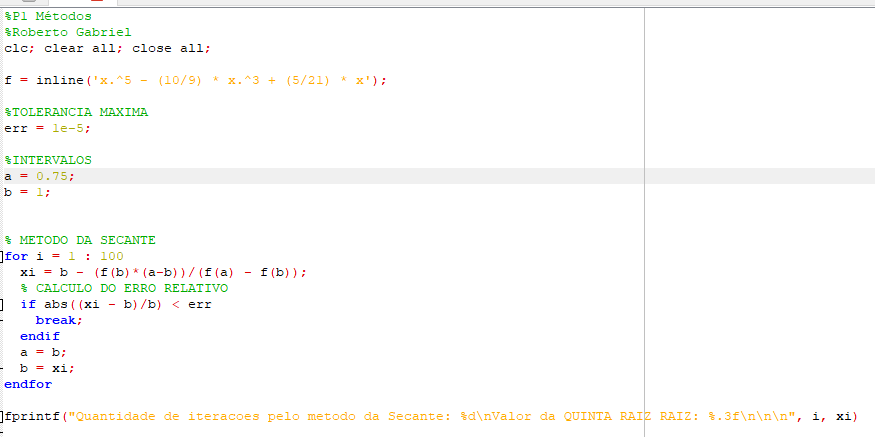 %P1 Métodos
%Roberto Gabriel
clc; clear all; close all;
f = inline('x.^5 - (10/9) * x.^3 + (5/21) * x');
%TOLERANCIA MAXIMA
err = 1e-5;
%INTERVALOS
a = 0.75;
b = 1;
% METODO DA SECANTE
for i = 1 : 100
xi = b - (f(b)*(a-b))/(f(a) - f(b));
% CALCULO DO ERRO RELATIVO
if abs((xi - b)/b) < err
break;
endif
a = b;
b = xi;
endfor
fprintf("Quantidade de iteracoes pelo metodo da Secante: %d\nValor da QUINTA RAIZ RAIZ: %.3f\n\n\n", i, xi)